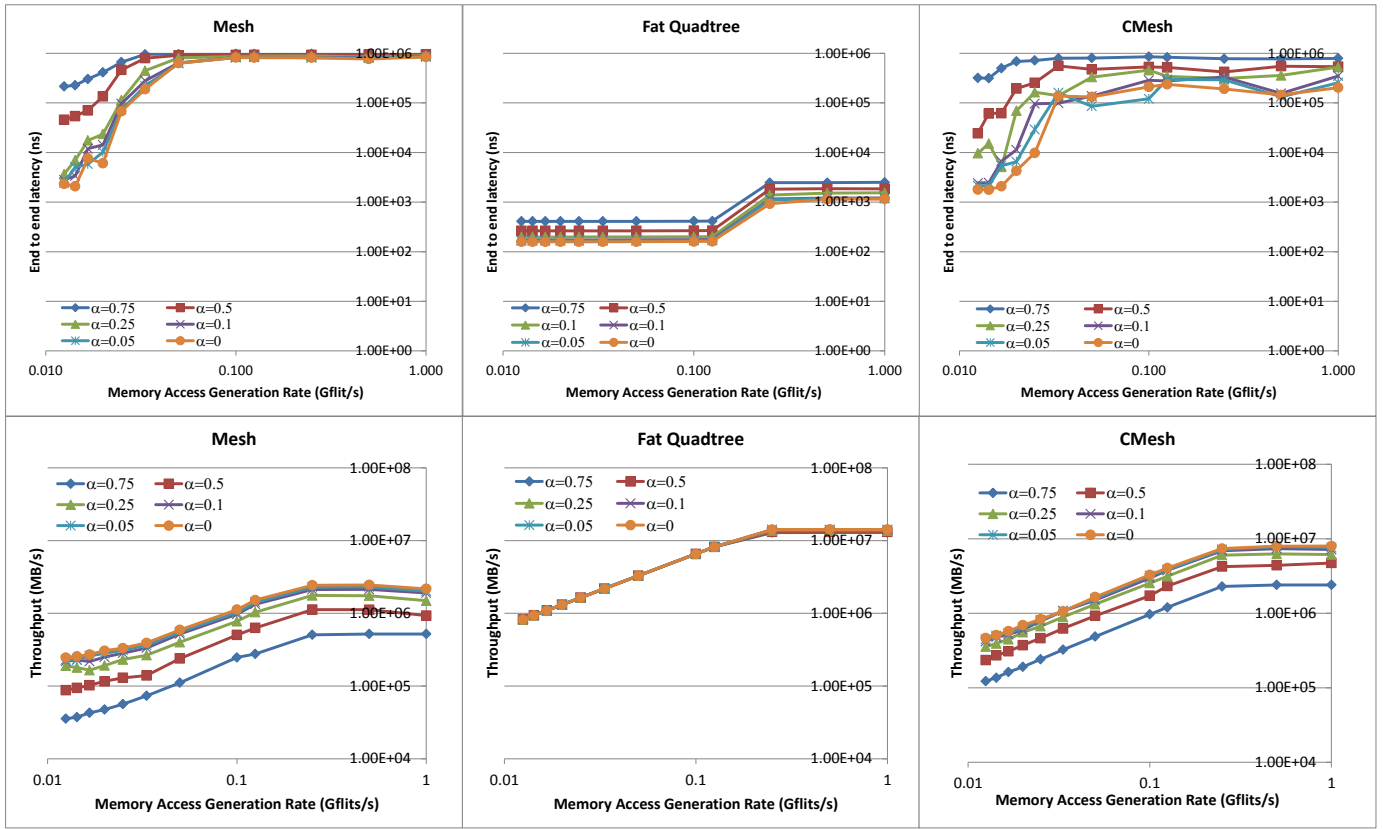 Mesh
End to end latency (ns)
1.00E+06
1.00E+05
1.00E+04
1.00E+03
1.00E+02
1.00E+01
1.00E+00
α=0.75
α=0.5
α=0.25
α=0.1
α=0.05
α=0
0.010
0.100
1.000
Memory Access Generation Rate (Gflit/s)
Fat Quadtree
End to end latency (ns)
1.00E+06
1.00E+05
1.00E+04
1.00E+03
1.00E+02
1.00E+01
1.00E+00
α=0.75
α=0.5
α=0.1
α=0.1
α=0.05
α=0
0.010
0.100
1.000
Memory Access Generation Rate (Gflit/s)
CMesh
End to end latency (ns)
1.00E+06
1.00E+05
1.00E+04
1.00E+03
1.00E+02
1.00E+01
1.00E+00
α=0.75
α=0.5
α=0.25
α=0.1
α=0.05
α=0
0.010
0.100
1.000
Memory Access Generation Rate (Gflit/s)
Mesh
Throughput (MB/s)
1.00E+08
1.00E+07
1.00E+06
1.00E+05
1.00E+04
α=0.75
α=0.5
α=0.25
α=0.1
α=0.05
α=0
0.01
0.1
1
Memory Access Generation Rate (Gflits/s)
Fat Quadtree
Throughput (MB/s)
1.00E+08
1.00E+07
1.00E+06
1.00E+05
1.00E+04
α=0.75
α=0.5
α=0.25
α=0.1
α=0.05
α=0
0.01
0.1
1
Memory Access Generation Rate (Gflits/s)
CMesh
Throughput (MB/s)
1.00E+08
1.00E+07
1.00E+06
1.00E+05
1.00E+04
α=0.75
α=0.5
α=0.25
α=0.1
α=0.05
α=0
0.01
0.1
1
Memory Access Generation Rate (Gflits/s)